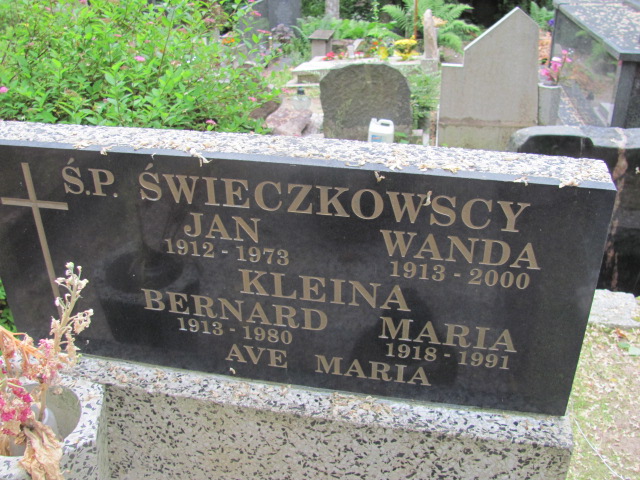 Ś.P. ŚWIECZKOWSCY
JAN WANDA
1912 - 1973 1913 - 2000
KLEINA
BERNARD MARIA
1913 - 1980 1918 - 1991
AVE MARIA